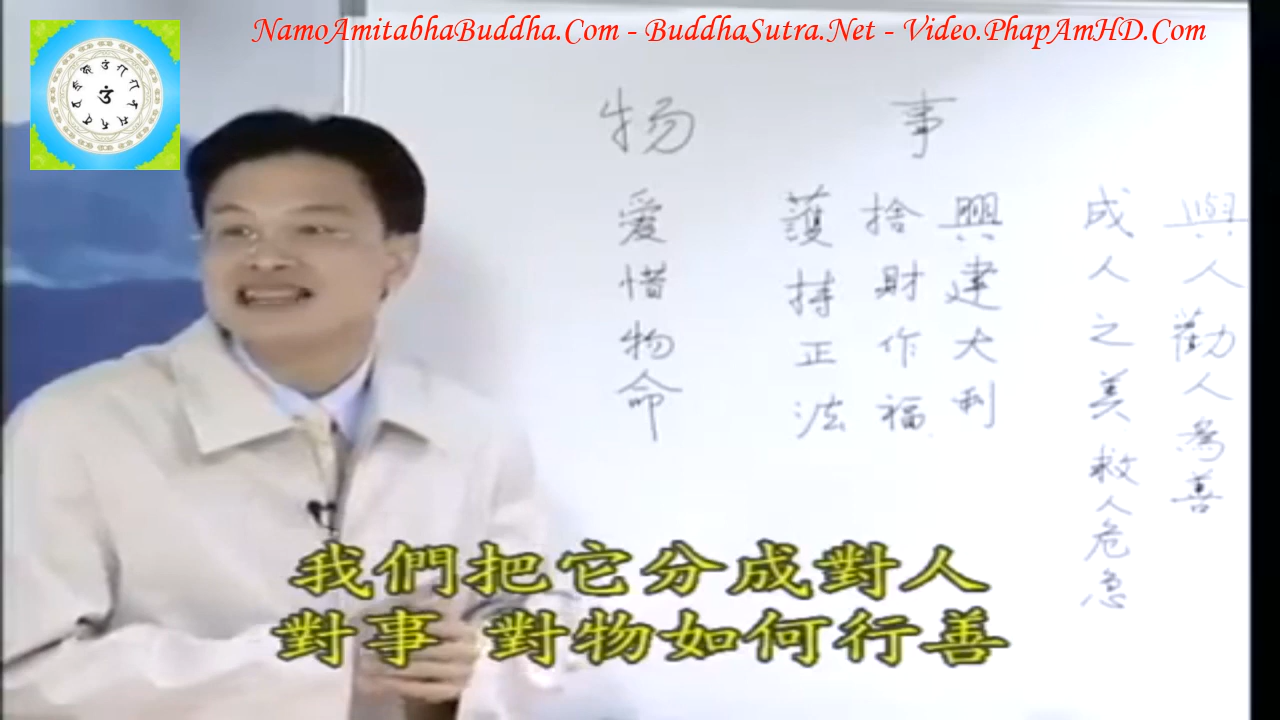 NamoAmitabhaBuddha.Com - BuddhaSutra.Net - Video.PhapAmHD.Com
與人勸人為善
成人之美救人危急
事
興建大利
捨財作福
護持正法
物
爱惜物命
我們把它分成對人
對事 對物如何行善